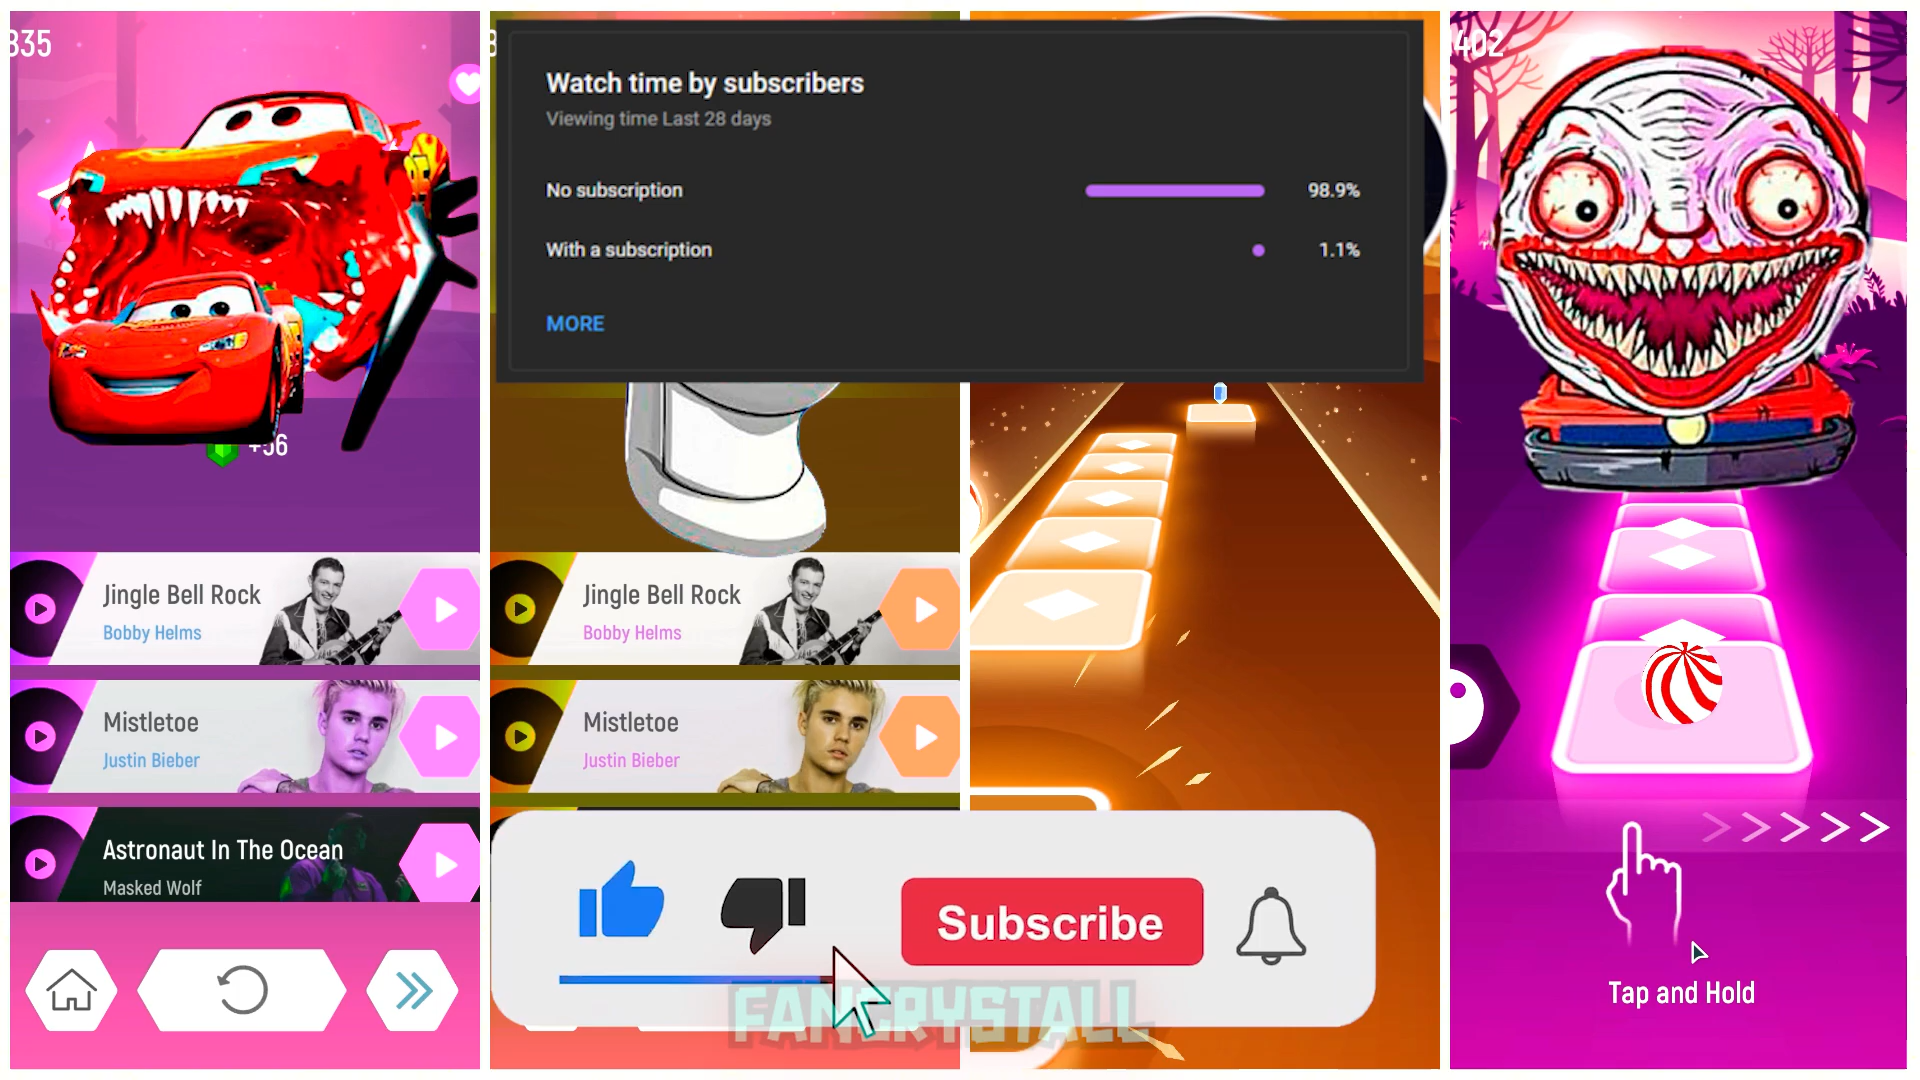 835
+56
Jingle Bell Rock
Bobby Helms
Mistletoe
Justin Bieber
Astronaut In The Ocean
Masked Wolf
Watch time by subscribers
Viewing time Last 28 days
No subscription 98.9%
With a subscription 1.1%
MORE
Jingle Bell Rock
Bobby Helms
Mistletoe
Justin Bieber
Subscribe
FANCRYSTALL
402
Tap and Hold